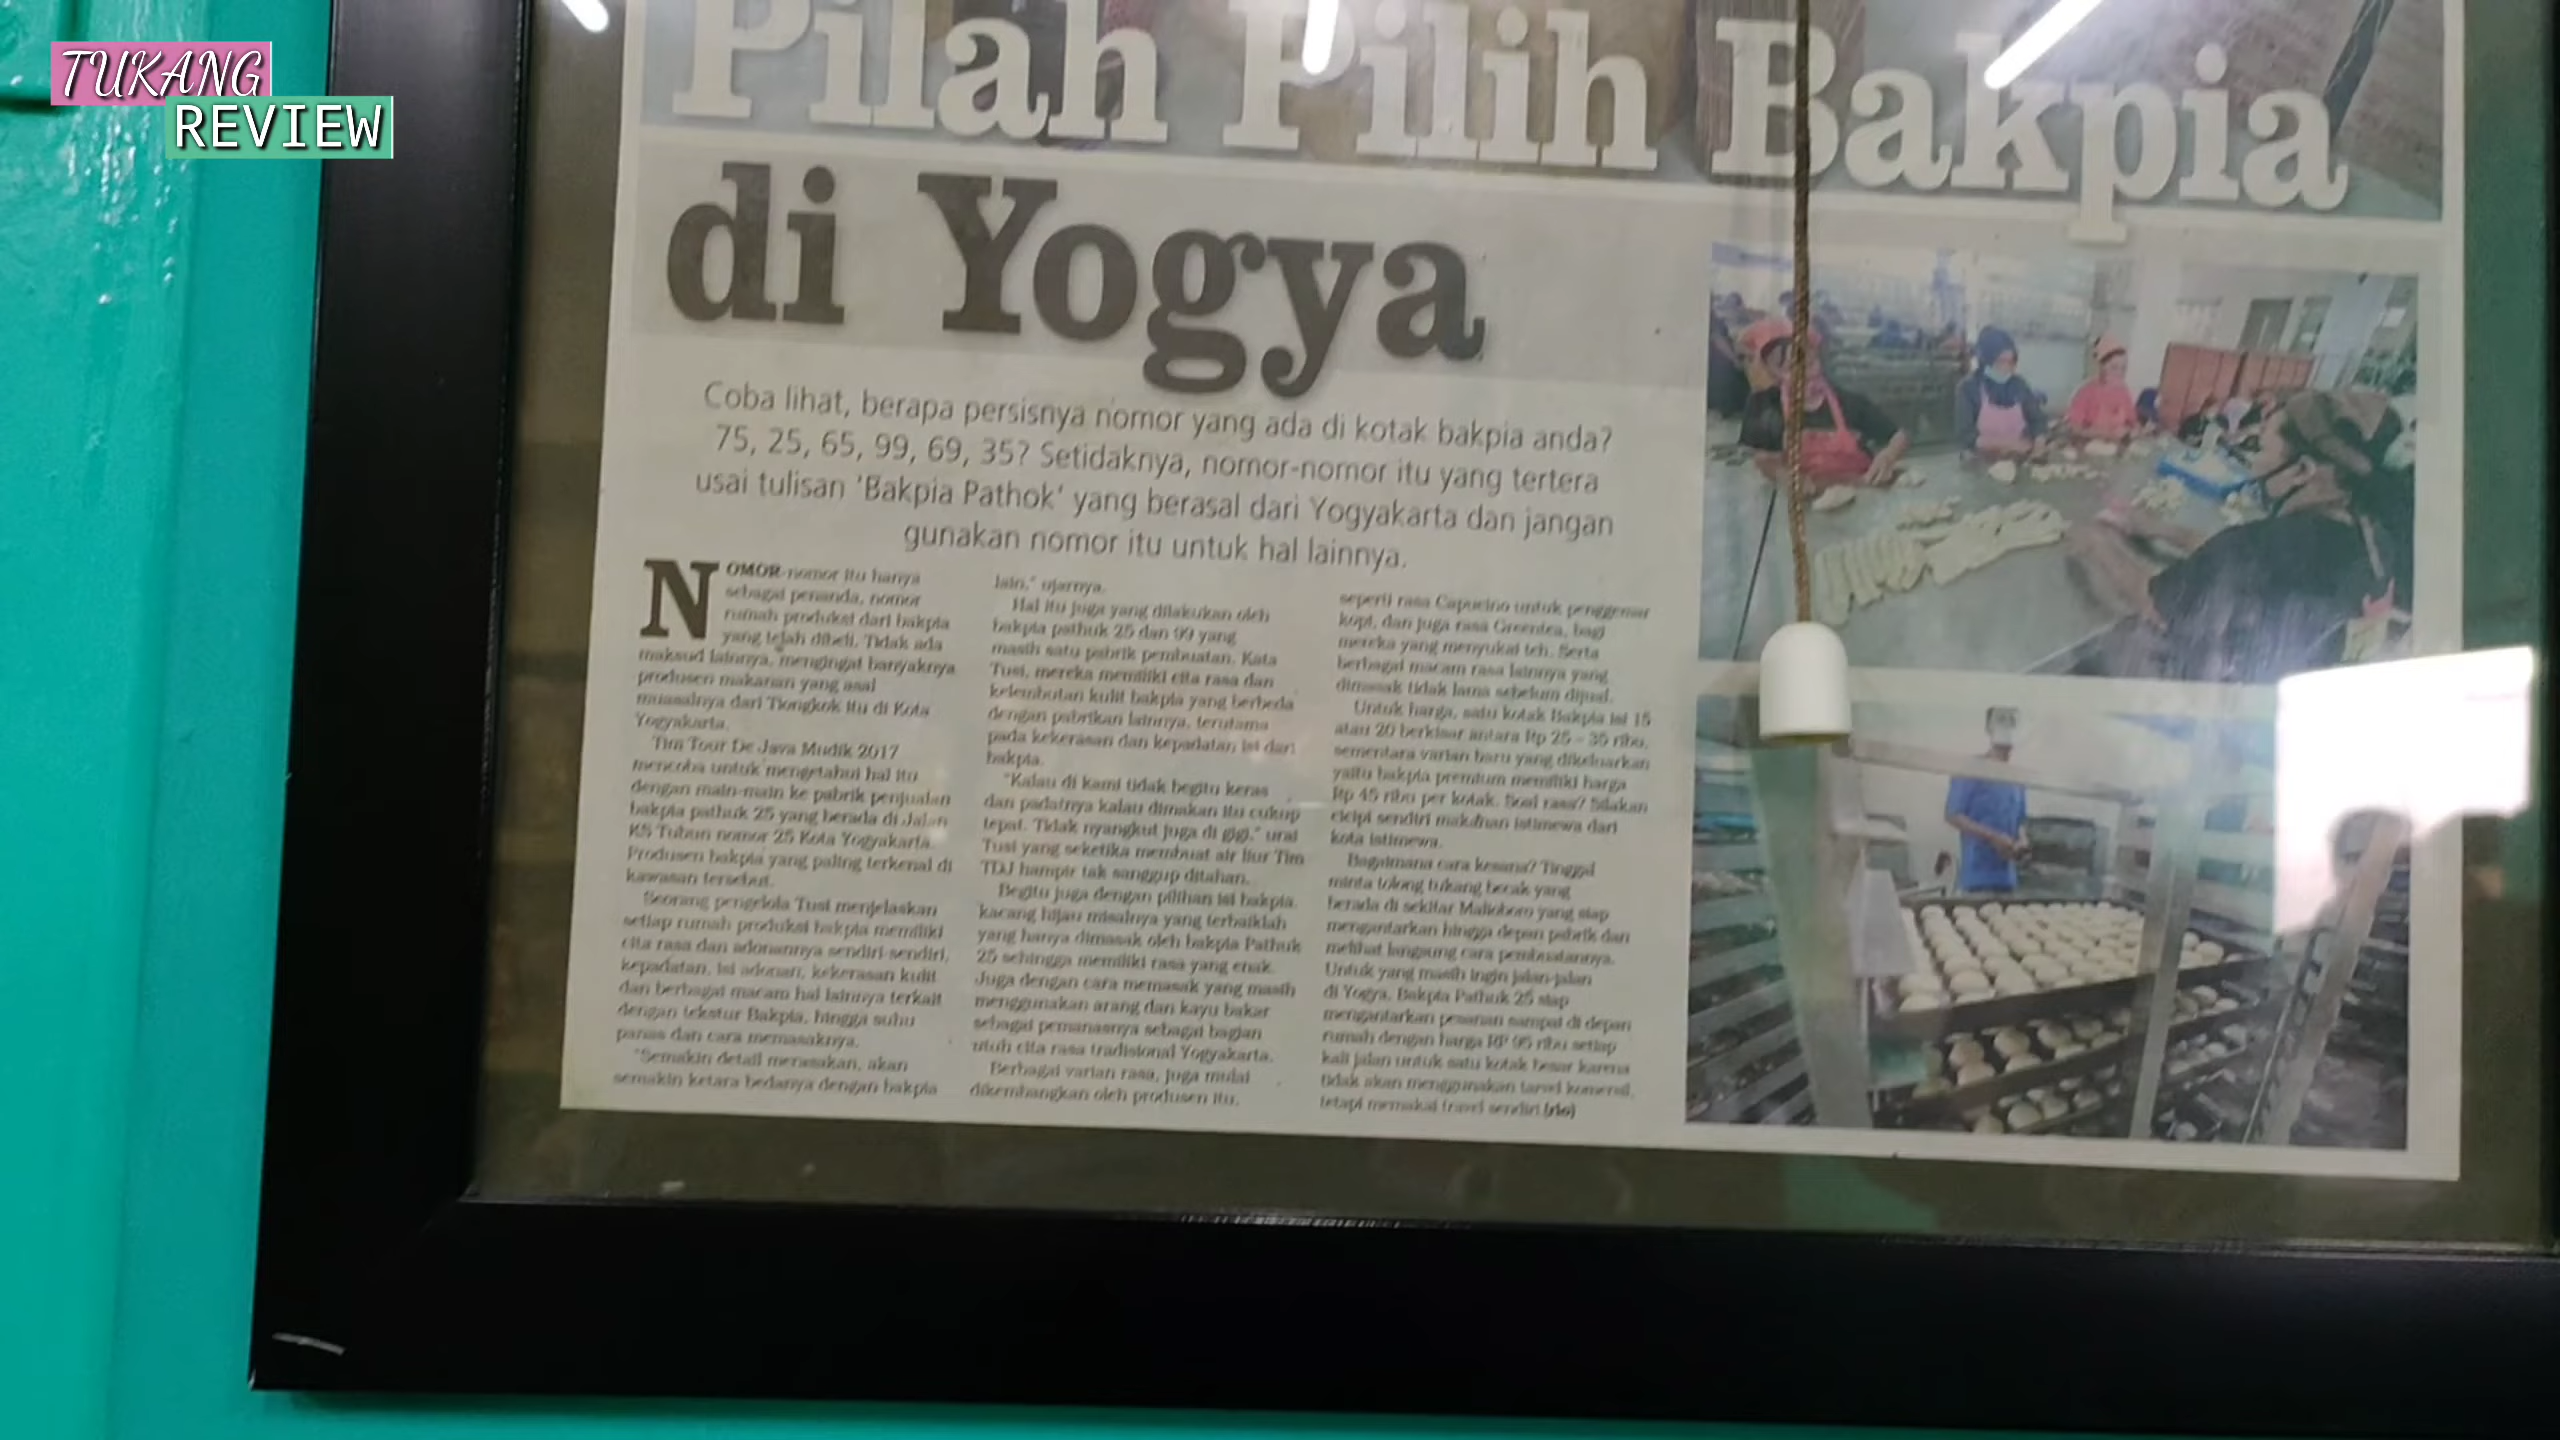 TUKANG
REVIEW
Pilah Pilih Bakpia
di Yogya
Coba lihat, berapa persisnya nomor yang ada di kotak bakpia anda?
75, 25, 65, 99, 69, 35? Setidaknya, nomor-nomor itu yang tertera
usai tulisan 'Bakpia Pathok' yang berasal dari Yogyakarta dan jangan
gunakan nomor itu untuk hal lainnya.
NOMOR-nomor itu hanya
sebagai penanda, nomor
rumah produksi dari bakpia
yang telah dibeli. Tidak ada
maksud lainnya, mengingat banyaknya
produsen makanan yang asal
muasalnya dari Tiongkok itu di Kota
Yogyakarta.
Tim Tour De Java Mudik 2017
mencoba untuk mengetahui hal itu
dengan main-main ke pabrik penjualan
bakpia pathuk 25 yang berada di Jalan
KS Tubun nomor 25 Kota Yogyakarta.
Produsen bakpia yang paling terkenal di
kawasan tersebut.
Seorang pengelola Tusi menjelaskan
setiap rumah produksi bakpia memiliki
cita rasa dan adonannya sendiri-sendiri,
kepadatan, isi adonan, kekerasan kulit
dan berbagai macam hal lainnya terkait
dengan tekstur Bakpia, hingga suhu
panas dan cara memasaknya.
"Semakin detail merasakan, akan
semakin ketara bedanya dengan bakpia
lain," ujarnya.
Hal itu juga yang dilakukan oleh
bakpia pathuk 25 dan 99 yang
masih satu pabrik pembuatan. Kata
Tusi, mereka memiliki cita rasa dan
kelembutan kulit bakpia yang berbeda
dengan pabrikan lainnya, terutama
pada kekerasan dan kepadatan isi dari
bakpia.
"Kalau di kami tidak begitu keras
dan padatnya kalau dimakan itu cukup
tepat. Tidak nyangkut juga di gigi," urai
Tusi yang seketika membuat air liur Tim
TDJ hampir tak sanggup ditahan.
Begitu juga dengan pilihan isi bakpia,
kacang hijau misalnya yang terbaiklah
yang hanya dimasak oleh bakpia Pathuk
25 sehingga memiliki rasa yang enak.
Juga dengan cara memasak yang masih
menggunakan arang dan kayu bakar
sebagai pemanasnya sebagai bagian
utuh cita rasa tradisional Yogyakarta.
Berbagai varian rasa, juga mulai
dikembangkan oleh produsen itu,
seperti rasa Capucino untuk penggemar
kopi, dan juga rasa Greentea, bagi
mereka yang menyukai teh. Serta
berbagai macam rasa lainnya yang
dimasak tidak lama sebelum dijual.
Untuk harga, satu kotak Bakpia isi 15
atau 20 berkisar antara Rp 25 - 35 ribu,
sementara varian baru yang dikeluarkan
yaitu bakpia premium memiliki harga
Rp 45 ribu per kotak. Soal rasa? Silakan
cicipi sendiri makanan istimewa dari
kota istimewa.
Bagaimana cara kesana? Tinggal
minta tolong tukang becak yang
berada di sekitar Malioboro yang siap
mengantarkan hingga depan pabrik dan
melihat langsung cara pembuatannya.
Untuk yang masih ingin jalan-jalan
di Yogya, Bakpia Pathuk 25 siap
mengantarkan pesanan sampai di depan
rumah dengan harga RP 95 ribu setiap
kali jalan untuk satu kotak besar karena
tidak akan menggunakan travel komersil,
tetapi memakai travel sendiri.(rio)